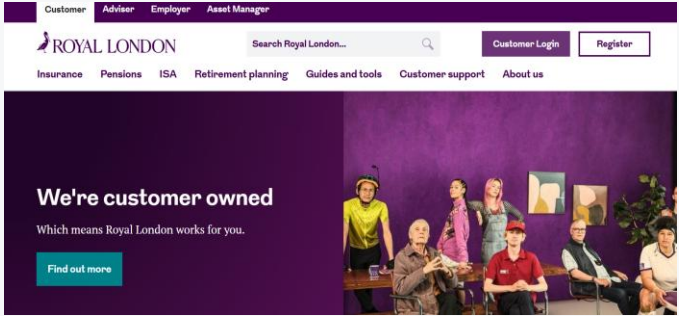 Customer Adviser Employer Asset Manager
ROYAL LONDON Search Royal London... Customer Login Register
Insurance Pensions ISA Retirement planning Guides and tools Customer support About us
We're customer owned
Which means Royal London works for you.
Find out more